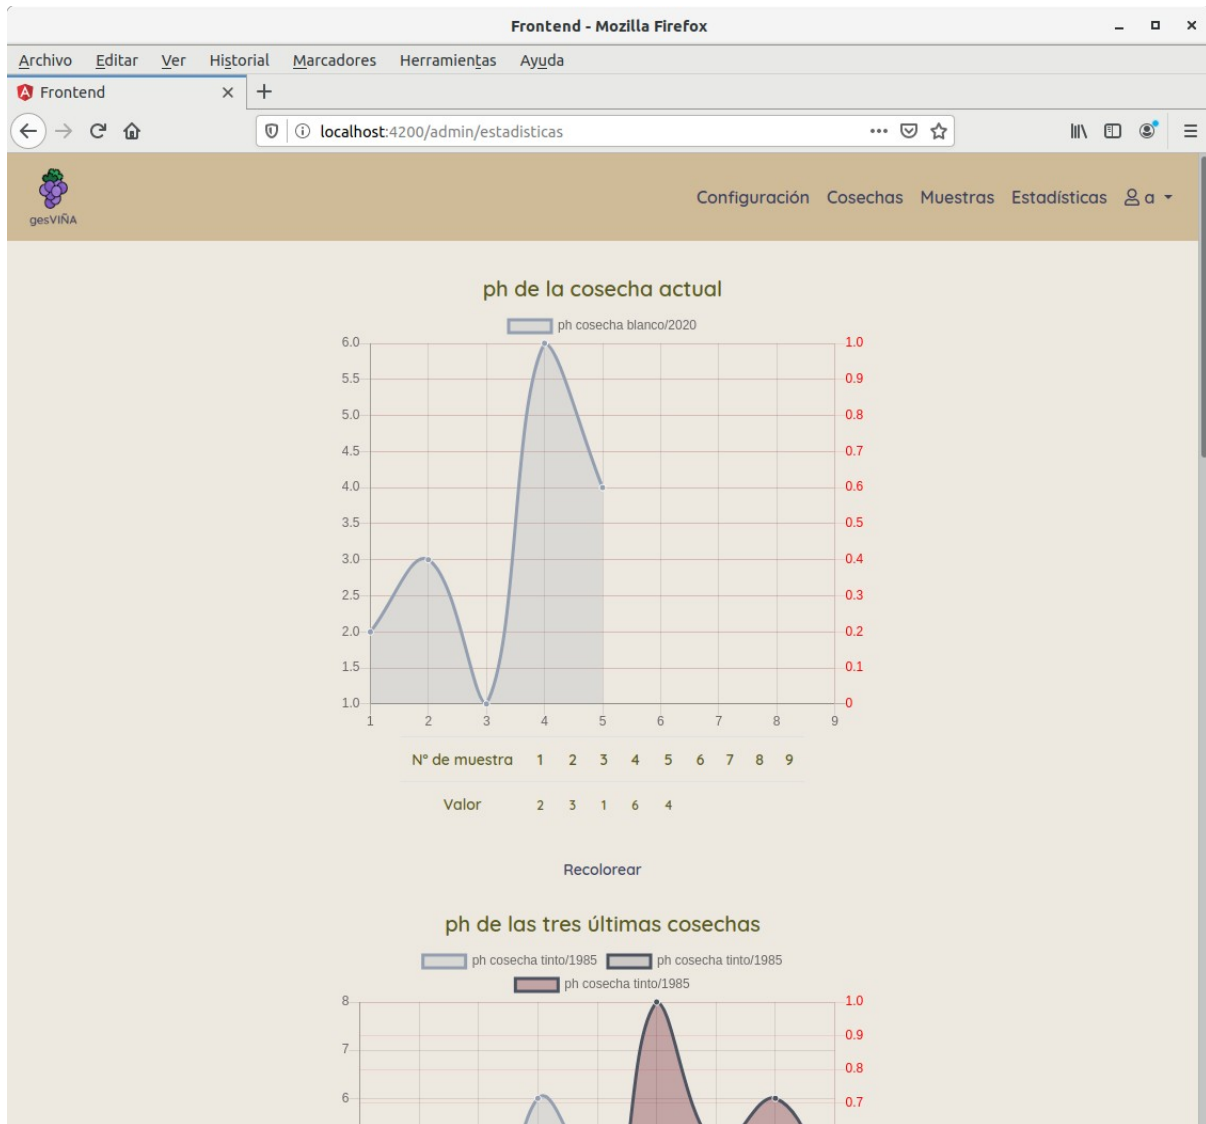 Frontend - Mozilla Firefox
Archivo Editar Ver Historial Marcadores Herramientas Ayuda
Frontend
localhost:4200/admin/estadisticas
gesVIÑA
Configuración Cosechas Muestras Estadísticas a
ph de la cosecha actual
ph cosecha blanco/2020
6.0 1.0
5.5 0.9
5.0 0.8
4.5 0.7
4.0 0.6
3.5 0.5
3.0 0.4
2.5 0.3
2.0 0.2
1.5 0.1
1.0 0
1 2 3 4 5 6 7 8 9
Nº de muestra 1 2 3 4 5 6 7 8 9
Valor 2 3 1 6 4
Recolorear
ph de las tres últimas cosechas
ph cosecha tinto/1985 ph cosecha tinto/1985
ph cosecha tinto/1985
8 1.0
0.9
7
0.8
6 0.7